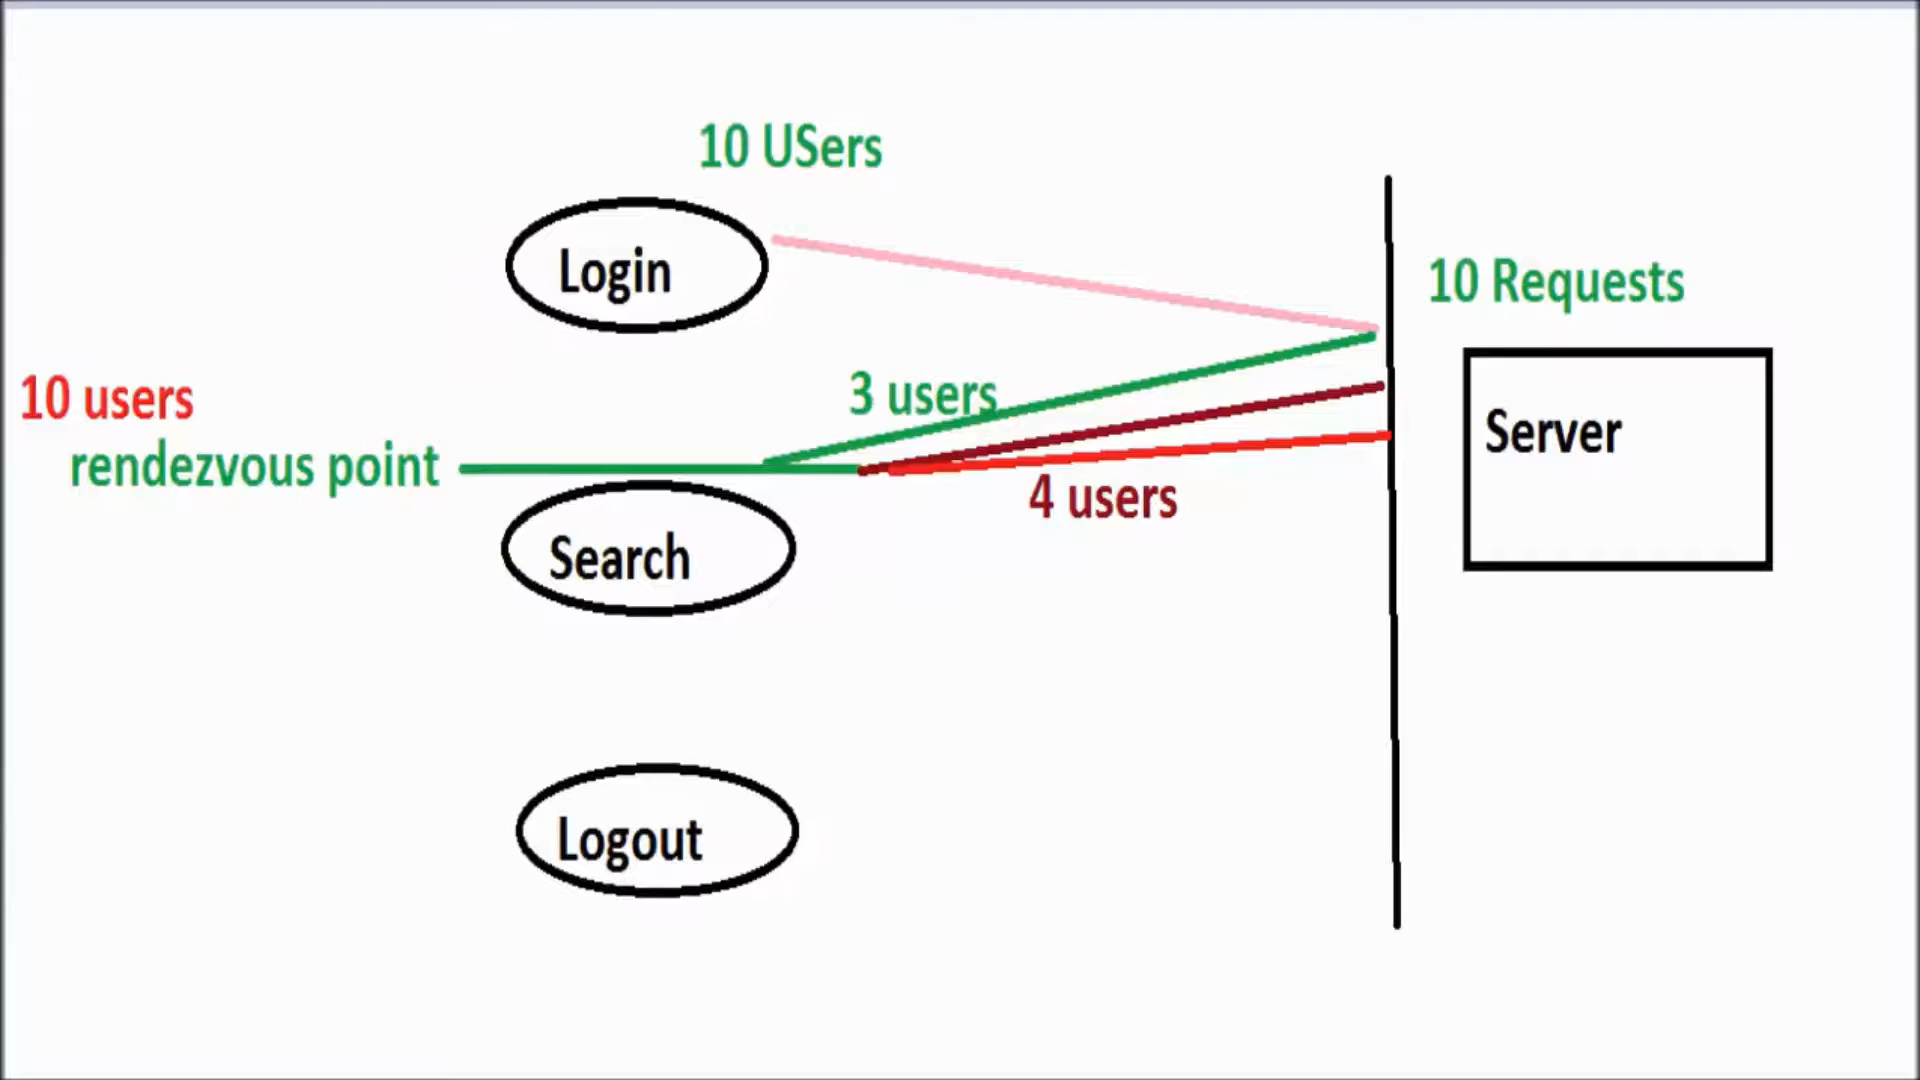 10 USers
Login
10 Requests
10 users
3 users
Server
rendezvous point
4 users
Search
Logout